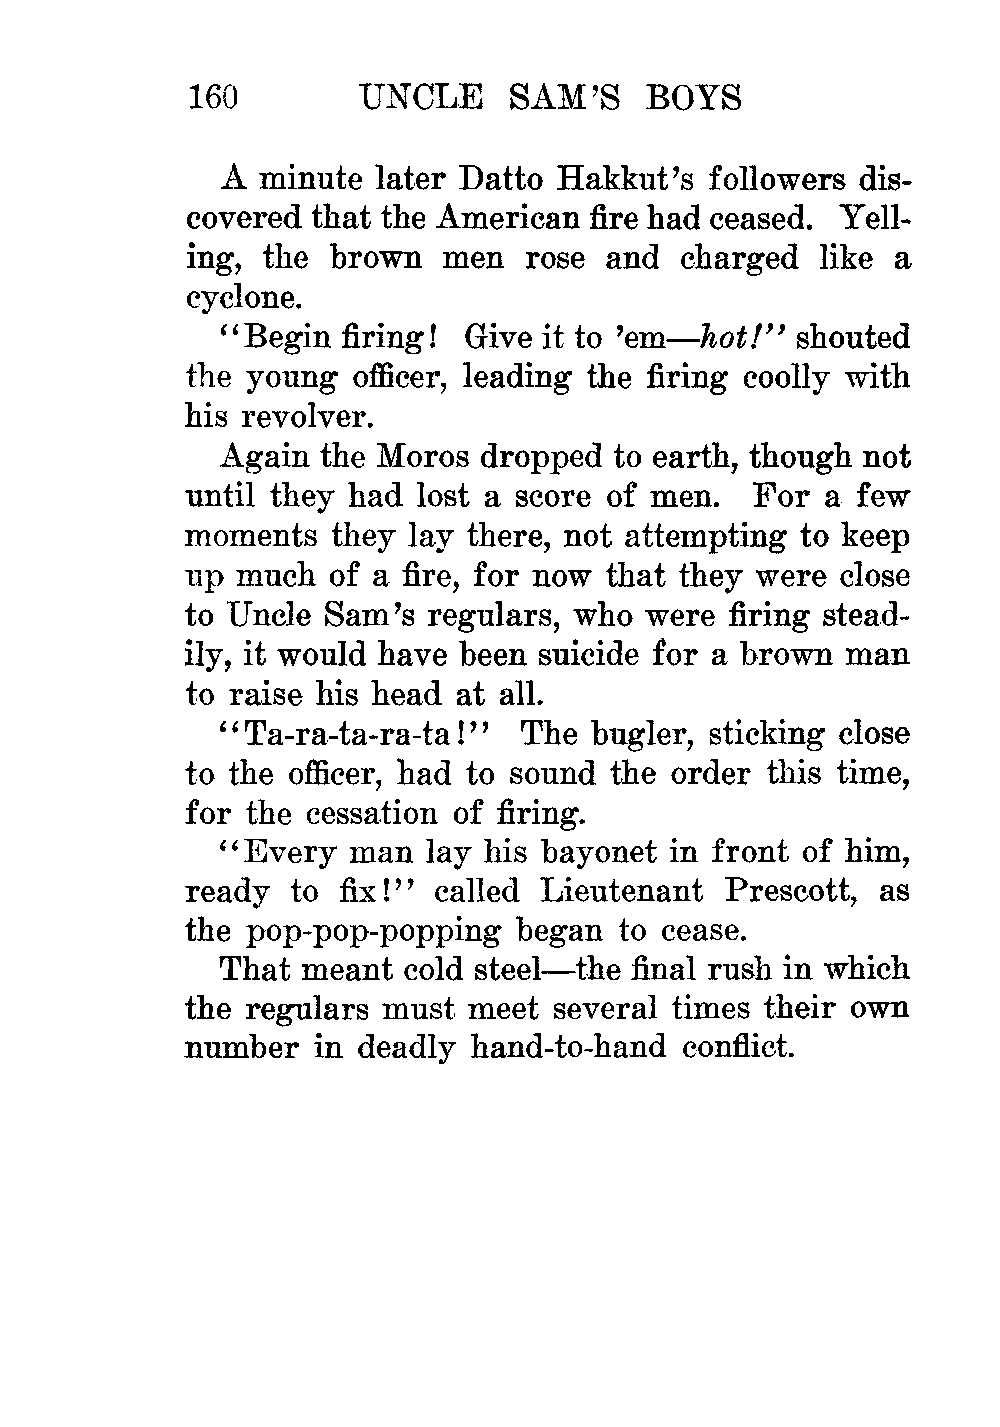 160 UNCLE SAM'S BOYS
A minute later Datto Hakkut's followers dis-
covered that the American fire had ceased. Yell-
ing, the brown men rose and charged like a
cyclone.
"Begin firing! Give it to 'em—hot!" shouted
the young officer, leading the firing coolly with
his revolver.
Again the Moros dropped to earth, though not
until they had lost a score of men. For a few
moments they lay there, not attempting to keep
up much of a fire, for now that they were close
to Uncle Sam's regulars, who were firing stead-
ily, it would have been suicide for a brown man
to raise his head at all.
"Ta-ra-ta-ra-ta!" The bugler, sticking close
to the officer, had to sound the order this time,
for the cessation of firing.
"Every man lay his bayonet in front of him,
ready to fix!" called Lieutenant Prescott, as
the pop-pop-popping began to cease.
That meant cold steel—the final rush in which
the regulars must meet several times their own
number in deadly hand-to-hand conflict.